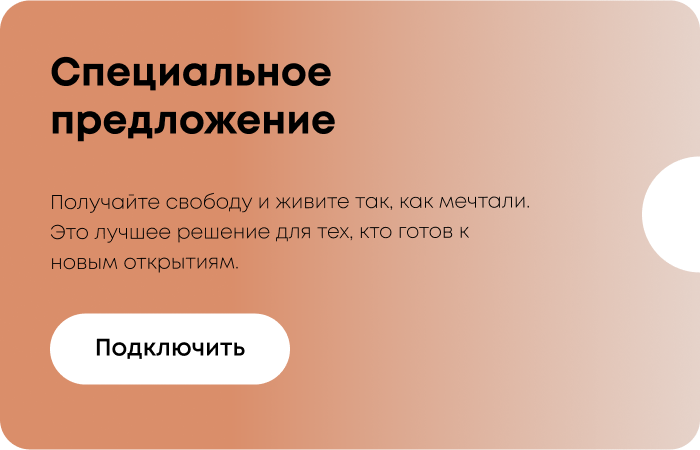 Специальное
предложение
Получайте свободу и живите так, как мечтали.
Это лучшее решение для тех, кто готов к
новым открытиям.
Подключить